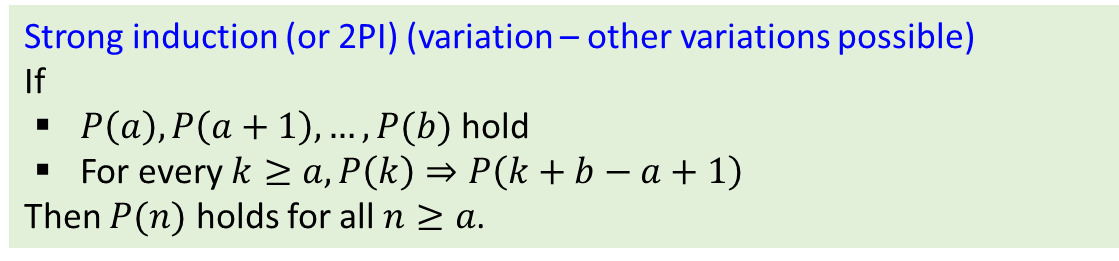 Strong induction (or 2PI) (variation – other variations possible)
If
▪ P(a), P(a + 1), … , P(b) hold
▪ For every k ≥ a, P(k) ⇒ P(k + b − a + 1)
Then P(n) holds for all n ≥ a.